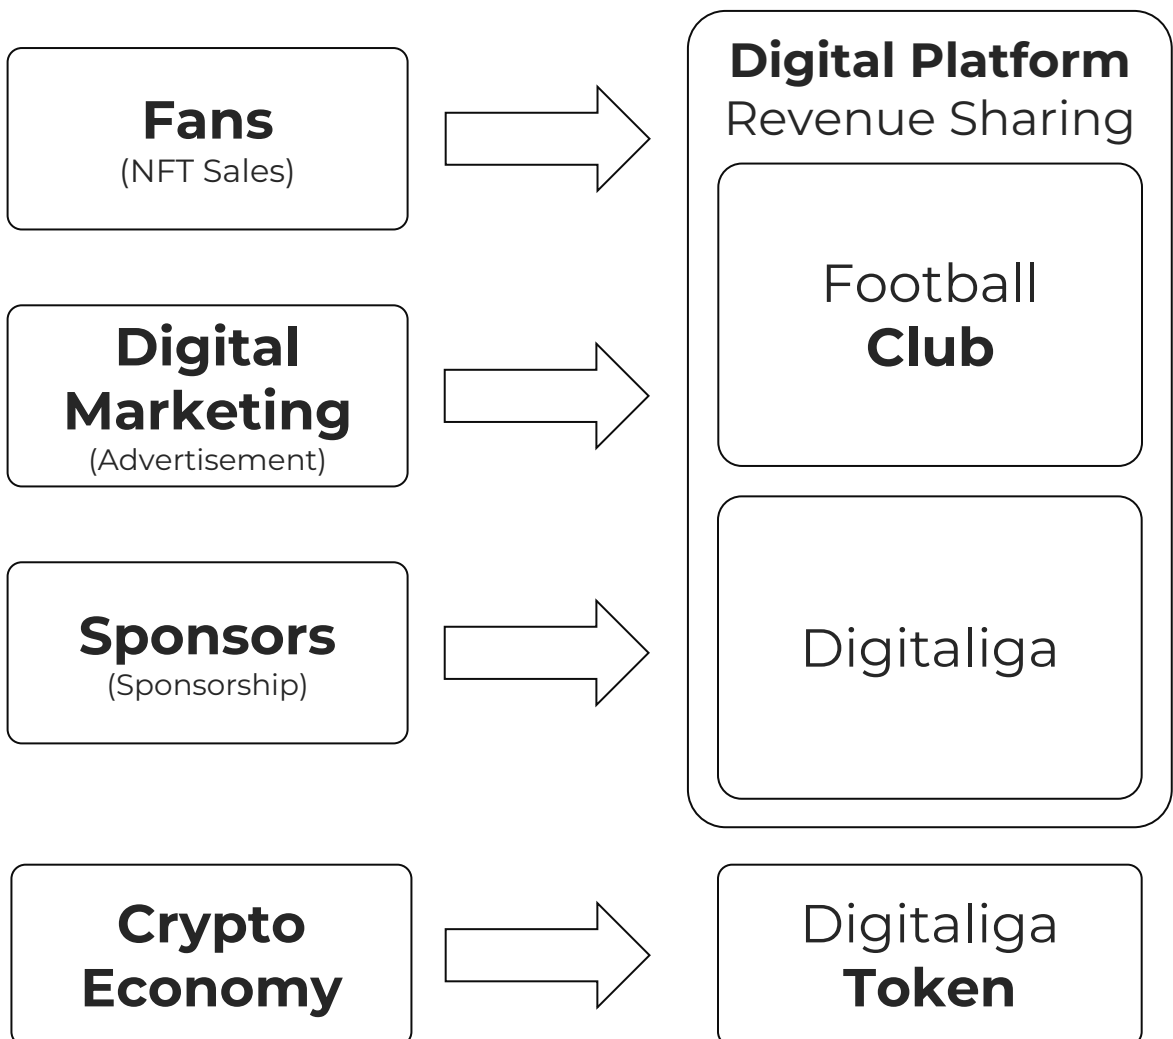 Fans
(NFT Sales)
Digital
Marketing
(Advertisement)
Sponsors
(Sponsorship)
Crypto
Economy
Digital Platform
Revenue Sharing
Football
Club
Digitaliga
Digitaliga
Token